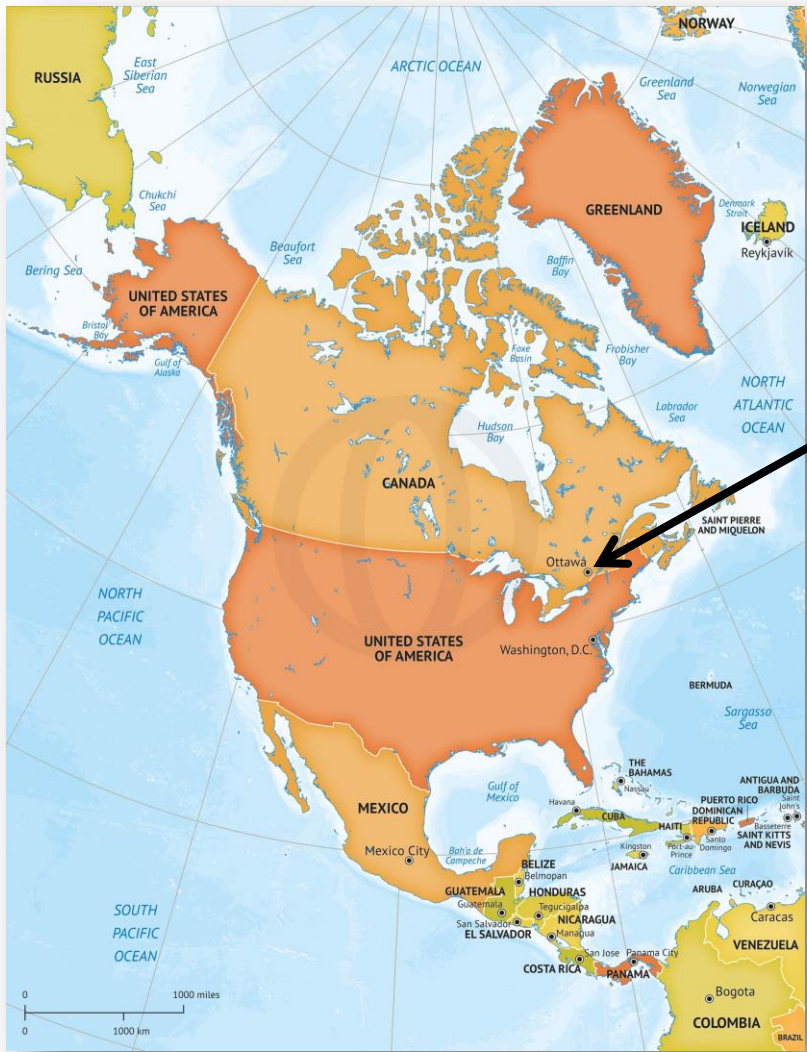 NORWAY
RUSSIA
East
Siberian
Sea
ARCTIC OCEAN
Greenland
Sea
Norwegian
Sea
Chukchi
Sea
GREENLAND
Denmark
Strait
ICELAND
Reykjavík
Beaufort
Sea
Bering Sea
Baffin
Bay
UNITED STATES
OF AMERICA
Bristol
Bay
Gulf of
Alaska
Foxe
Basin
Frobisher
Bay
NORTH
ATLANTIC
OCEAN
Labrador
Sea
Hudson
Bay
CANADA
SAINT PIERRE
AND MIQUELON
Ottawa
NORTH
PACIFIC
OCEAN
UNITED STATES
OF AMERICA
Washington, D.C.
BERMUDA
Sargasso
Sea
THE
BAHAMAS
Nassau
Gulf of
Mexico
ANTIGUA AND
BARBUDA
Saint
John's
Havana
CUBA
PUERTO RICO
DOMINICAN
REPUBLIC
HAITI
Basseterre
SAINT KITTS
AND NEVIS
Port-au-
Prince
Santo
Domingo
Kingston
JAMAICA
MEXICO
Mexico City
Bah'a de
Campeche
Caribbean Sea
BELIZE
Belmopan
GUATEMALA
HONDURAS
Guatemala
Tegucigalpa
San Salvador
NICARAGUA
EL SALVADOR
Managua
ARUBA
CURAÇAO
Caracas
VENEZUELA
San Jose
Panama City
COSTA RICA
PANAMA
SOUTH
PACIFIC
OCEAN
Bogota
COLOMBIA
BRAZIL
0 1000 miles
0 1000 km